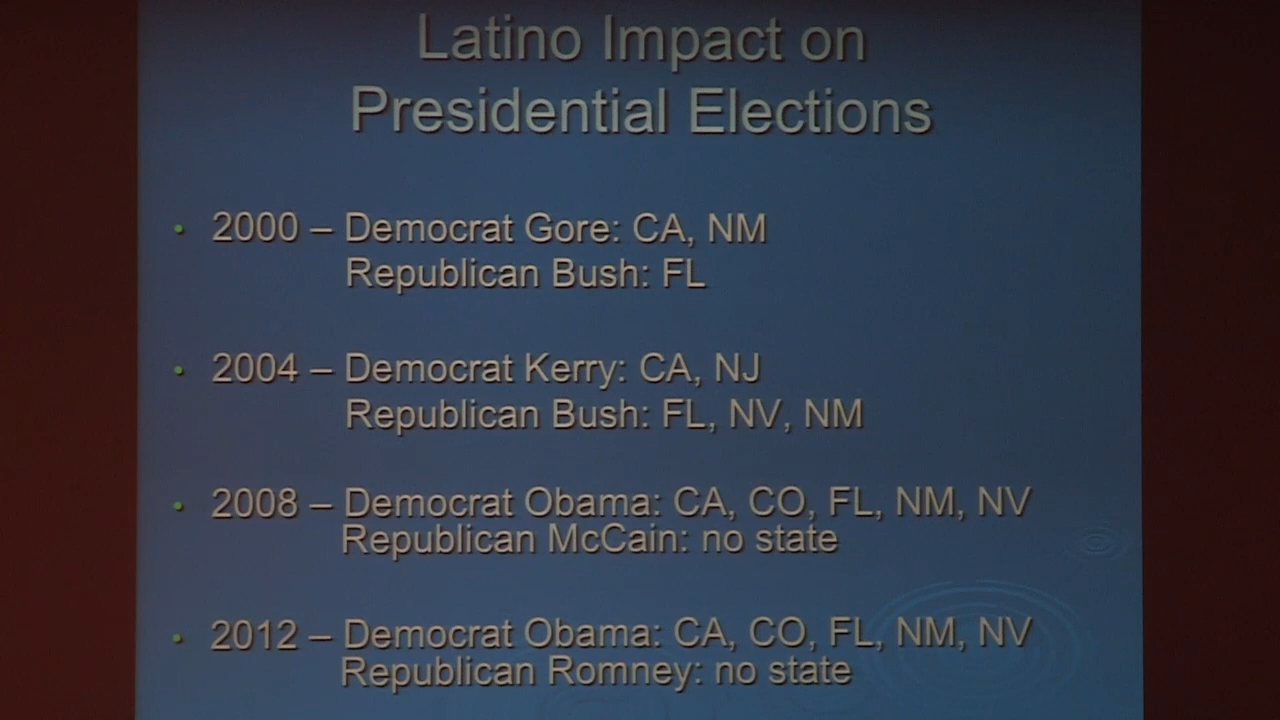 Latino Impact on
Presidential Elections
• 2000 – Democrat Gore: CA, NM
Republican Bush: FL
• 2004 – Democrat Kerry: CA, NJ
Republican Bush: FL, NV, NM
• 2008 – Democrat Obama: CA, CO, FL, NM, NV
Republican McCain: no state
• 2012 – Democrat Obama: CA, CO, FL, NM, NV
Republican Romney: no state